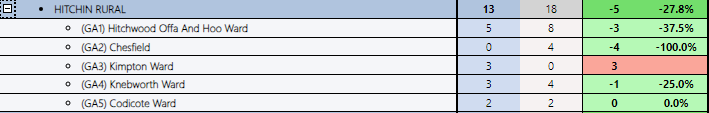 HITCHIN RURAL 13 18 -5 -27.8%
(GA1) Hitchwood Offa And Hoo Ward 5 8 -3 -37.5%
(GA2) Chesfield 0 4 -4 -100.0%
(GA3) Kimpton Ward 3 0 3
(GA4) Knebworth Ward 3 4 -1 -25.0%
(GA5) Codicote Ward 2 2 0 0.0%